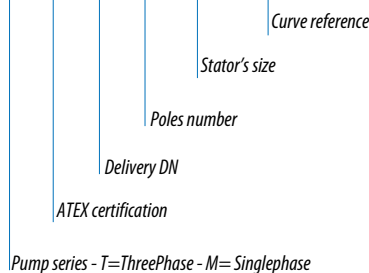 Curve reference
Stator's size
Poles number
Delivery DN
ATEX certification
Pump series - T=ThreePhase - M= Singlephase